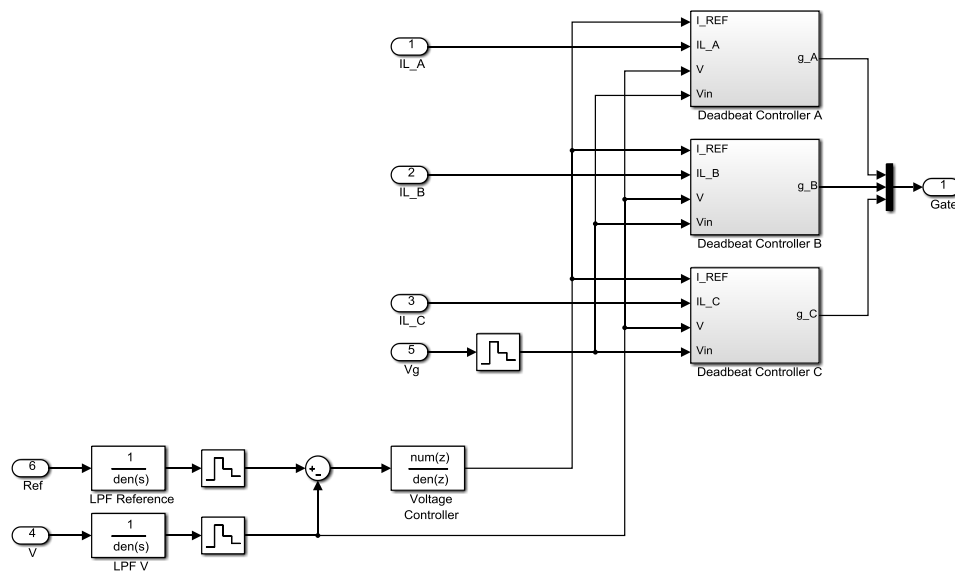 I_REF
IL_A
V
Vin
g_A
Deadbeat Controller A
1
IL_A
I_REF
IL_B
V
Vin
g_B
Deadbeat Controller B
2
IL_B
1
Gate
I_REF
IL_C
V
Vin
g_C
Deadbeat Controller C
3
IL_C
5
Vg
6
Ref
1
den(s)
LPF Reference
+
-
num(z)
den(z)
Voltage
Controller
4
V
1
den(s)
LPF V